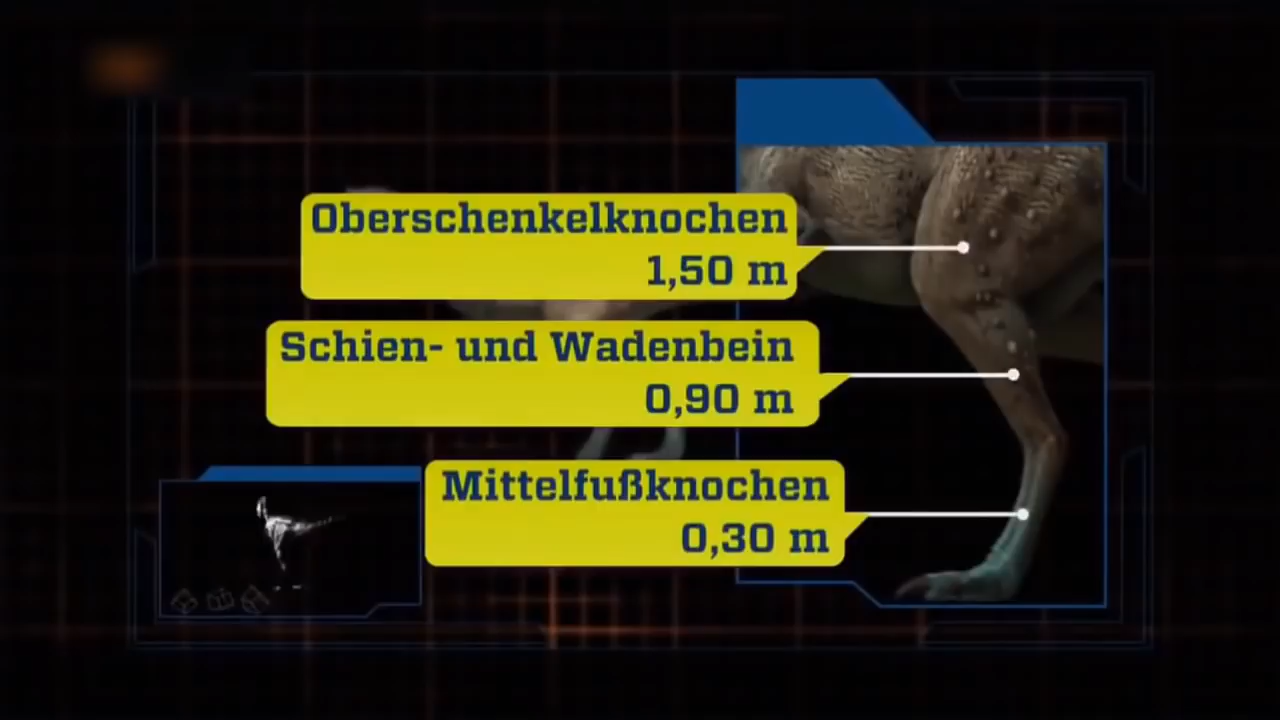 Oberschenkelknochen
1,50 m
Schien- und Wadenbein
0,90 m
Mittelfußknochen
0,30 m